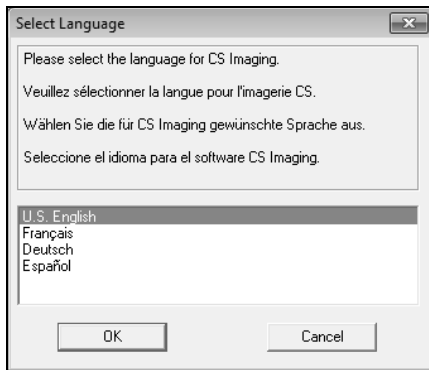 Select Language
Please select the language for CS Imaging.
Veuillez sélectionner la langue pour l'imagerie CS.
Wählen Sie die für CS Imaging gewünschte Sprache aus.
Seleccione el idioma para el software CS Imaging.
U.S. English
Français
Deutsch
Español
OK
Cancel